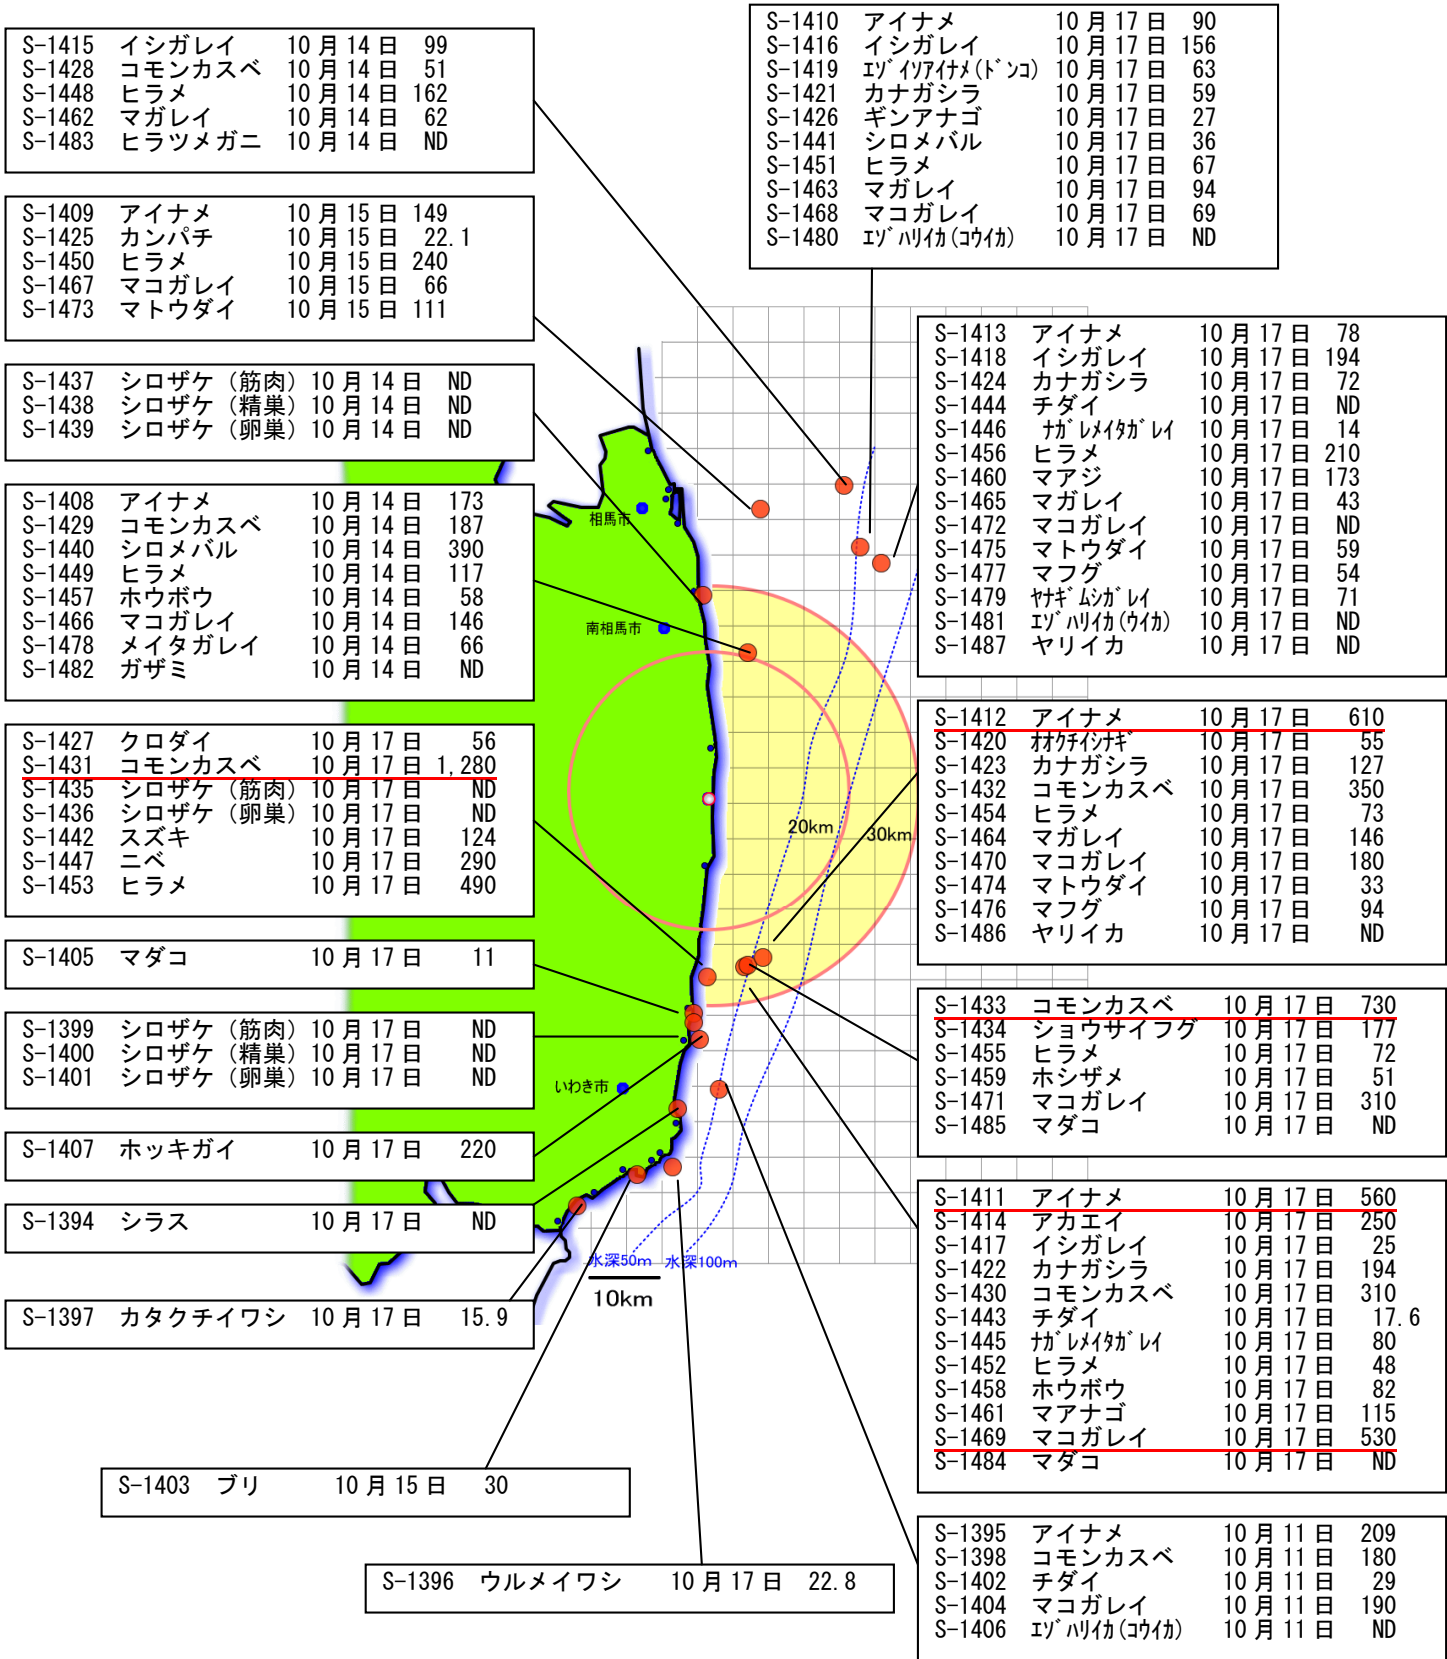 S-1415 イシガレイ 10月14日 99
S-1428 コモンカスベ 10月14日 51
S-1448 ヒラメ 10月14日 162
S-1462 マガレイ 10月14日 62
S-1483 ヒラツメガニ 10月14日 ND
S-1410 アイナメ 10月17日 90
S-1416 イシガレイ 10月17日 156
S-1419 エゾイソアイナメ(ドンコ) 10月17日 63
S-1421 カナガシラ 10月17日 59
S-1426 ギンアナゴ 10月17日 27
S-1441 シロメバル 10月17日 36
S-1451 ヒラメ 10月17日 67
S-1463 マガレイ 10月17日 94
S-1468 マコガレイ 10月17日 69
S-1480 エゾハリイカ(コウイカ) 10月17日 ND
S-1409 アイナメ 10月15日 149
S-1425 カンパチ 10月15日 22.1
S-1450 ヒラメ 10月15日 240
S-1467 マコガレイ 10月15日 66
S-1473 マトウダイ 10月15日 111
S-1437 シロザケ(筋肉) 10月14日 ND
S-1438 シロザケ(精巣) 10月14日 ND
S-1439 シロザケ(卵巣) 10月14日 ND
S-1413 アイナメ 10月17日 78
S-1418 イシガレイ 10月17日 194
S-1424 カナガシラ 10月17日 72
S-1444 チダイ 10月17日 ND
S-1446 ナガレメイタガレイ 10月17日 14
S-1456 ヒラメ 10月17日 210
S-1460 マアジ 10月17日 173
S-1465 マガレイ 10月17日 43
S-1472 マコガレイ 10月17日 ND
S-1475 マトウダイ 10月17日 59
S-1477 マフグ 10月17日 54
S-1479 ヤナギムシガレイ 10月17日 71
S-1481 エゾハリイカ(ウイカ) 10月17日 ND
S-1487 ヤリイカ 10月17日 ND
S-1408 アイナメ 10月14日 173
S-1429 コモンカスベ 10月14日 187
S-1440 シロメバル 10月14日 390
S-1449 ヒラメ 10月14日 117
S-1457 ホウボウ 10月14日 58
S-1466 マコガレイ 10月14日 146
S-1478 メイタガレイ 10月14日 66
S-1482 ガザミ 10月14日 ND
相馬市
南相馬市
20km
30km
S-1427 クロダイ 10月17日 56
S-1431 コモンカスベ 10月17日 1,280
S-1435 シロザケ(筋肉) 10月17日 ND
S-1436 シロザケ(卵巣) 10月17日 ND
S-1442 スズキ 10月17日 124
S-1447 ニベ 10月17日 290
S-1453 ヒラメ 10月17日 490
S-1412 アイナメ 10月17日 610
S-1420 オオクチイシナギ 10月17日 55
S-1423 カナガシラ 10月17日 127
S-1432 コモンカスベ 10月17日 350
S-1454 ヒラメ 10月17日 73
S-1464 マガレイ 10月17日 146
S-1470 マコガレイ 10月17日 180
S-1474 マトウダイ 10月17日 33
S-1476 マフグ 10月17日 94
S-1486 ヤリイカ 10月17日 ND
S-1405 マダコ 10月17日 11
S-1399 シロザケ(筋肉) 10月17日 ND
S-1400 シロザケ(精巣) 10月17日 ND
S-1401 シロザケ(卵巣) 10月17日 ND
S-1433 コモンカスベ 10月17日 730
S-1434 ショウサイフグ 10月17日 177
S-1455 ヒラメ 10月17日 72
S-1459 ホシザメ 10月17日 51
S-1471 マコガレイ 10月17日 310
S-1485 マダコ 10月17日 ND
いわき市
S-1407 ホッキガイ 10月17日 220
S-1394 シラス 10月17日 ND
水深50m 水深100m
10km
S-1397 カタクチイワシ 10月17日 15.9
S-1411 アイナメ 10月17日 560
S-1414 アカエイ 10月17日 250
S-1417 イシガレイ 10月17日 25
S-1422 カナガシラ 10月17日 194
S-1430 コモンカスベ 10月17日 310
S-1443 チダイ 10月17日 17.6
S-1445 ナガレメイタガレイ 10月17日 80
S-1452 ヒラメ 10月17日 48
S-1458 ホウボウ 10月17日 82
S-1461 マアナゴ 10月17日 115
S-1469 マコガレイ 10月17日 530
S-1484 マダコ 10月17日 ND
S-1403 ブリ 10月15日 30
S-1396 ウルメイワシ 10月17日 22.8
S-1395 アイナメ 10月11日 209
S-1398 コモンカスベ 10月11日 180
S-1402 チダイ 10月11日 29
S-1404 マコガレイ 10月11日 190
S-1406 エゾハリイカ(コウイカ) 10月11日 ND